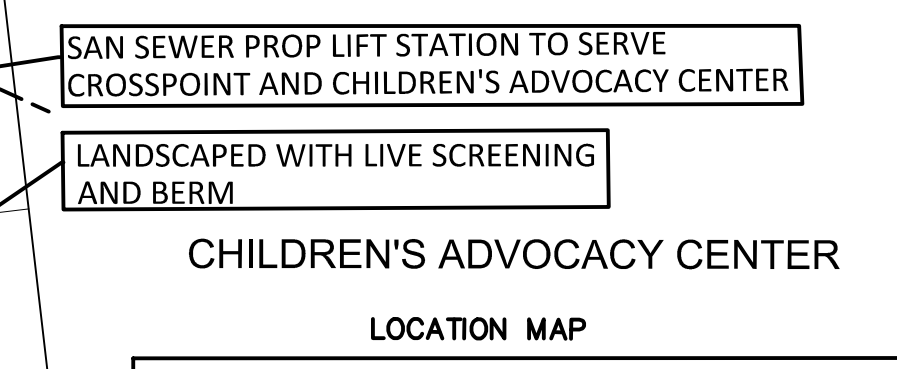 SAN SEWER PROP LIFT STATION TO SERVE
CROSSPOINT AND CHILDREN'S ADVOCACY CENTER
LANDSCAPED WITH LIVE SCREENING
AND BERM
CHILDREN'S ADVOCACY CENTER
LOCATION MAP